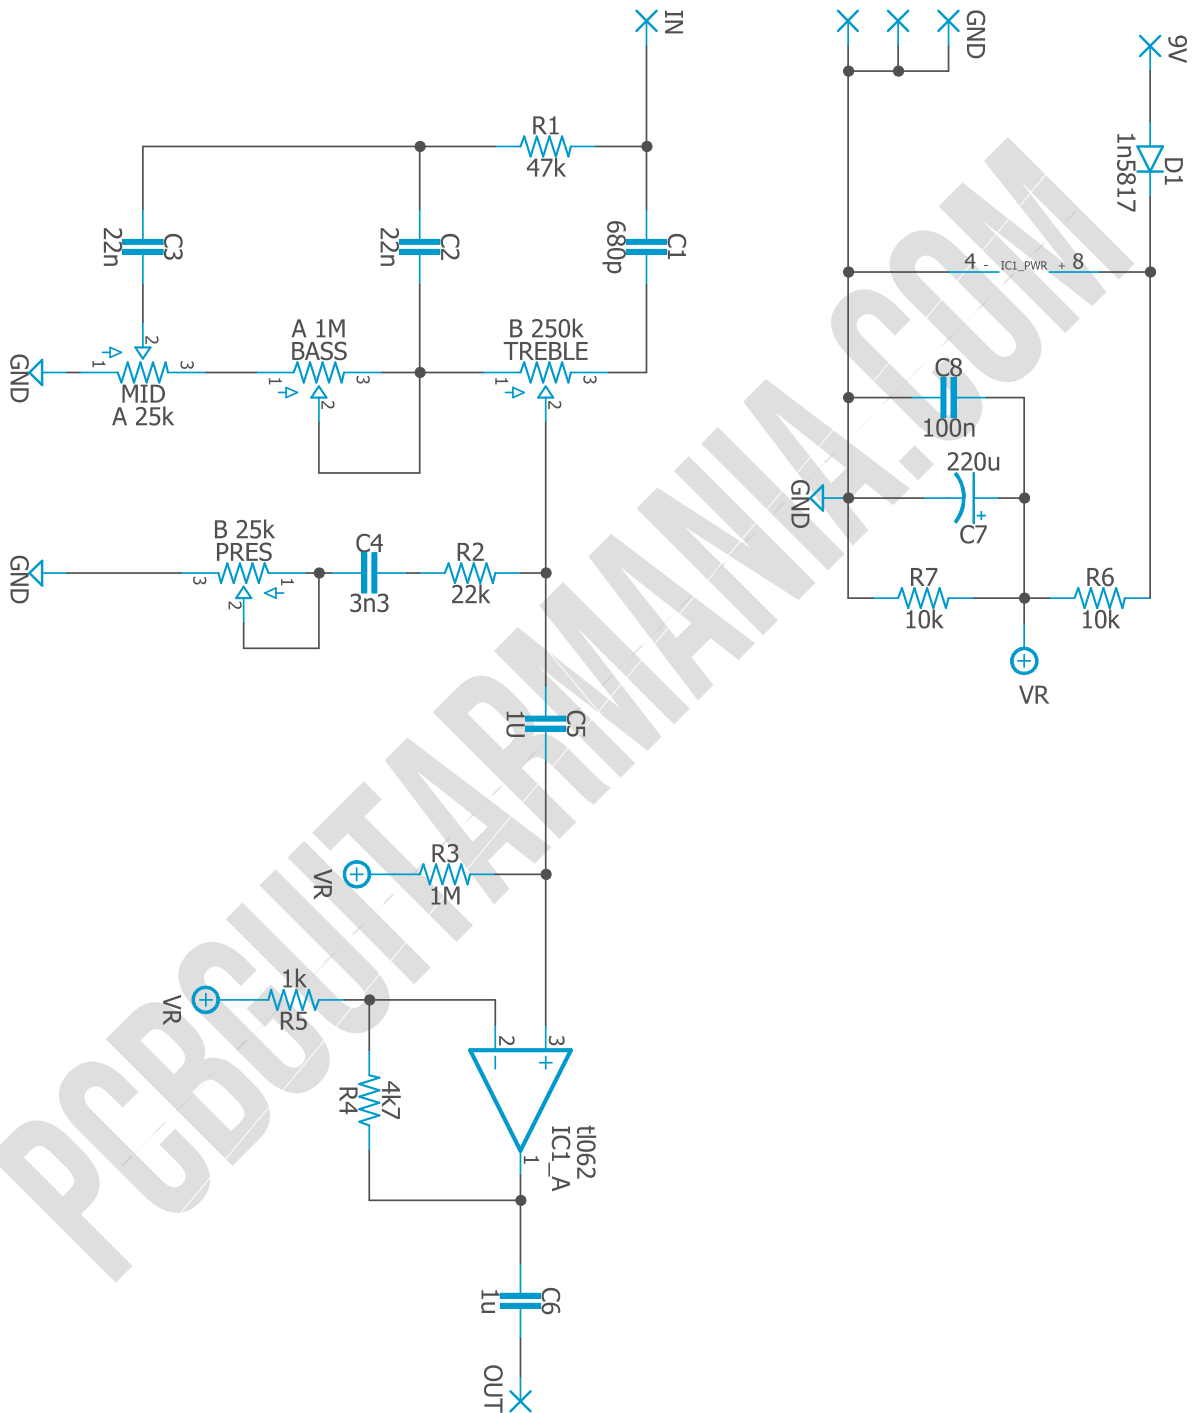 IN
GND
9V
R1
47k
D1
1n5817
C3
22n
C2
22n
C1
680p
4 - IC1_PWR + 8
A 1M
BASS
B 250k
TREBLE
1
2
3
1
2
3
1
2
3
GND
MID
A 25k
C8
100n
220u
+
C7
GND
B 25k
PRES
C4
3n3
R2
22k
3
2
1
GND
R7
10k
R6
10k
+
VR
C5
1U
R3
1M
+
VR
1k
R5
+
VR
2
3
−
+
R4
4k7
1
tl062
IC1_A
C6
1u
OUT
PCBGUITARMANIA.COM